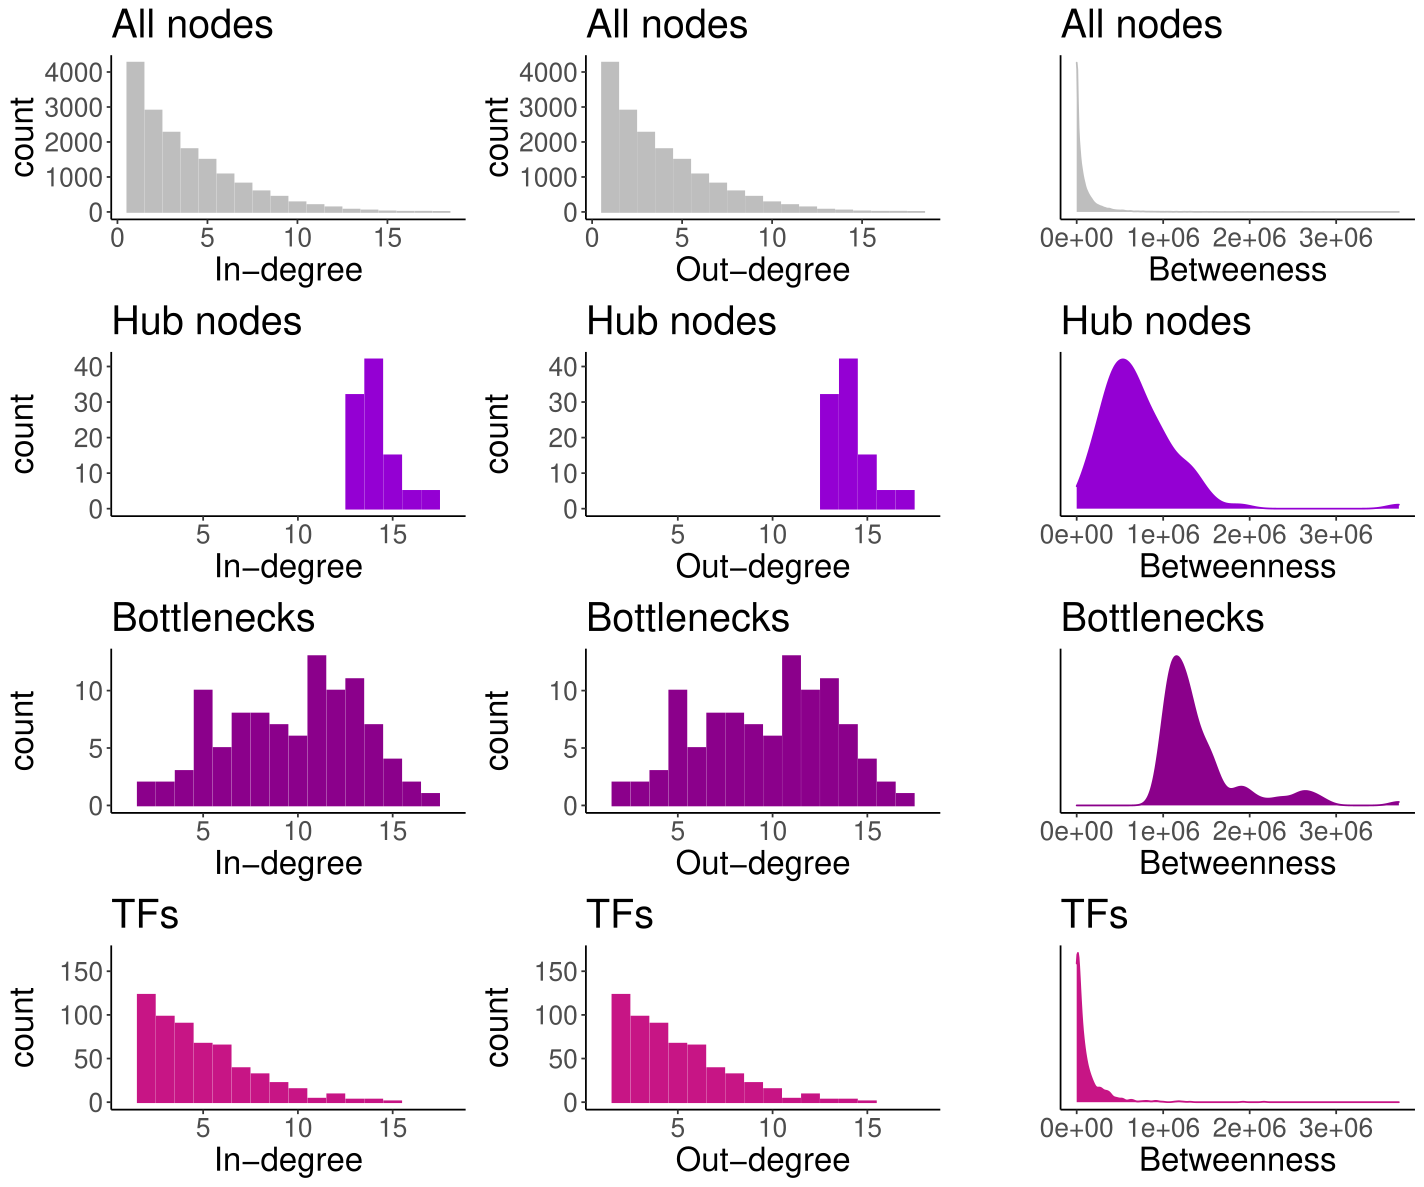 All nodes All nodes All nodes
count 4000 3000 2000 1000 0
0 5 10 15
In−degree
count 4000 3000 2000 1000 0
0 5 10 15
Out−degree
0e+00 1e+06 2e+06 3e+06
Betweeness
Hub nodes Hub nodes Hub nodes
count 40 30 20 10 0
5 10 15
In−degree
count 40 30 20 10 0
5 10 15
Out−degree
0e+00 1e+06 2e+06 3e+06
Betweenness
Bottlenecks Bottlenecks Bottlenecks
count 10 5 0
5 10 15
In−degree
count 10 5 0
5 10 15
Out−degree
0e+00 1e+06 2e+06 3e+06
Betweenness
TFs TFs TFs
count 150 100 50 0
5 10 15
In−degree
count 150 100 50 0
5 10 15
Out−degree
0e+00 1e+06 2e+06 3e+06
Betweenness